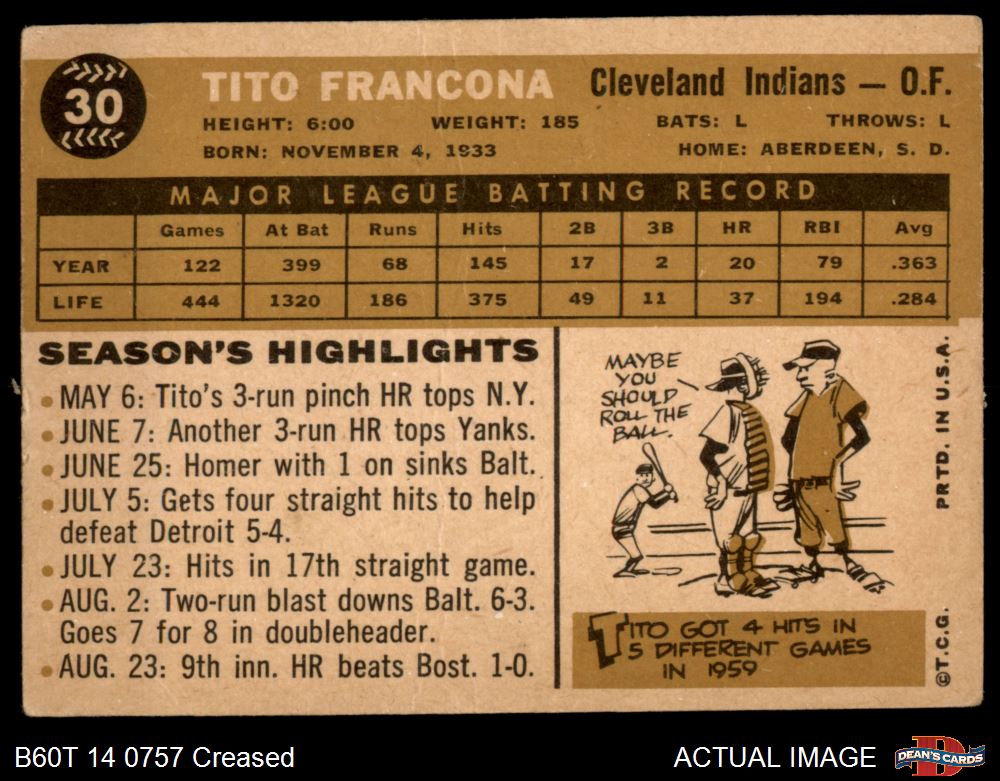 30
TITO FRANCONA Cleveland Indians — O.F.
HEIGHT: 6:00 WEIGHT: 185 BATS: L THROWS: L
BORN: NOVEMBER 4, 1933 HOME: ABERDEEN, S. D.
MAJOR LEAGUE BATTING RECORD
Games At Bat Runs Hits 2B 3B HR RBI Avg
YEAR 122 399 68 145 17 2 20 79 .363
LIFE 444 1320 186 375 49 11 37 194 .284
SEASON'S HIGHLIGHTS
• MAY 6: Tito's 3-run pinch HR tops N.Y.
• JUNE 7: Another 3-run HR tops Yanks.
• JUNE 25: Homer with 1 on sinks Balt.
• JULY 5: Gets four straight hits to help
defeat Detroit 5-4.
• JULY 23: Hits in 17th straight game.
• AUG. 2: Two-run blast downs Balt. 6-3.
Goes 7 for 8 in doubleheader.
• AUG. 23: 9th inn. HR beats Bost. 1-0.
MAYBE
YOU
SHOULD
ROLL THE
BALL.
TITO GOT 4 HITS IN
5 DIFFERENT GAMES
IN 1959
©T.C.G. PRTD. IN U.S.A.
B60T 14 0757 Creased ACTUAL IMAGE
D
DEAN'S CARDS